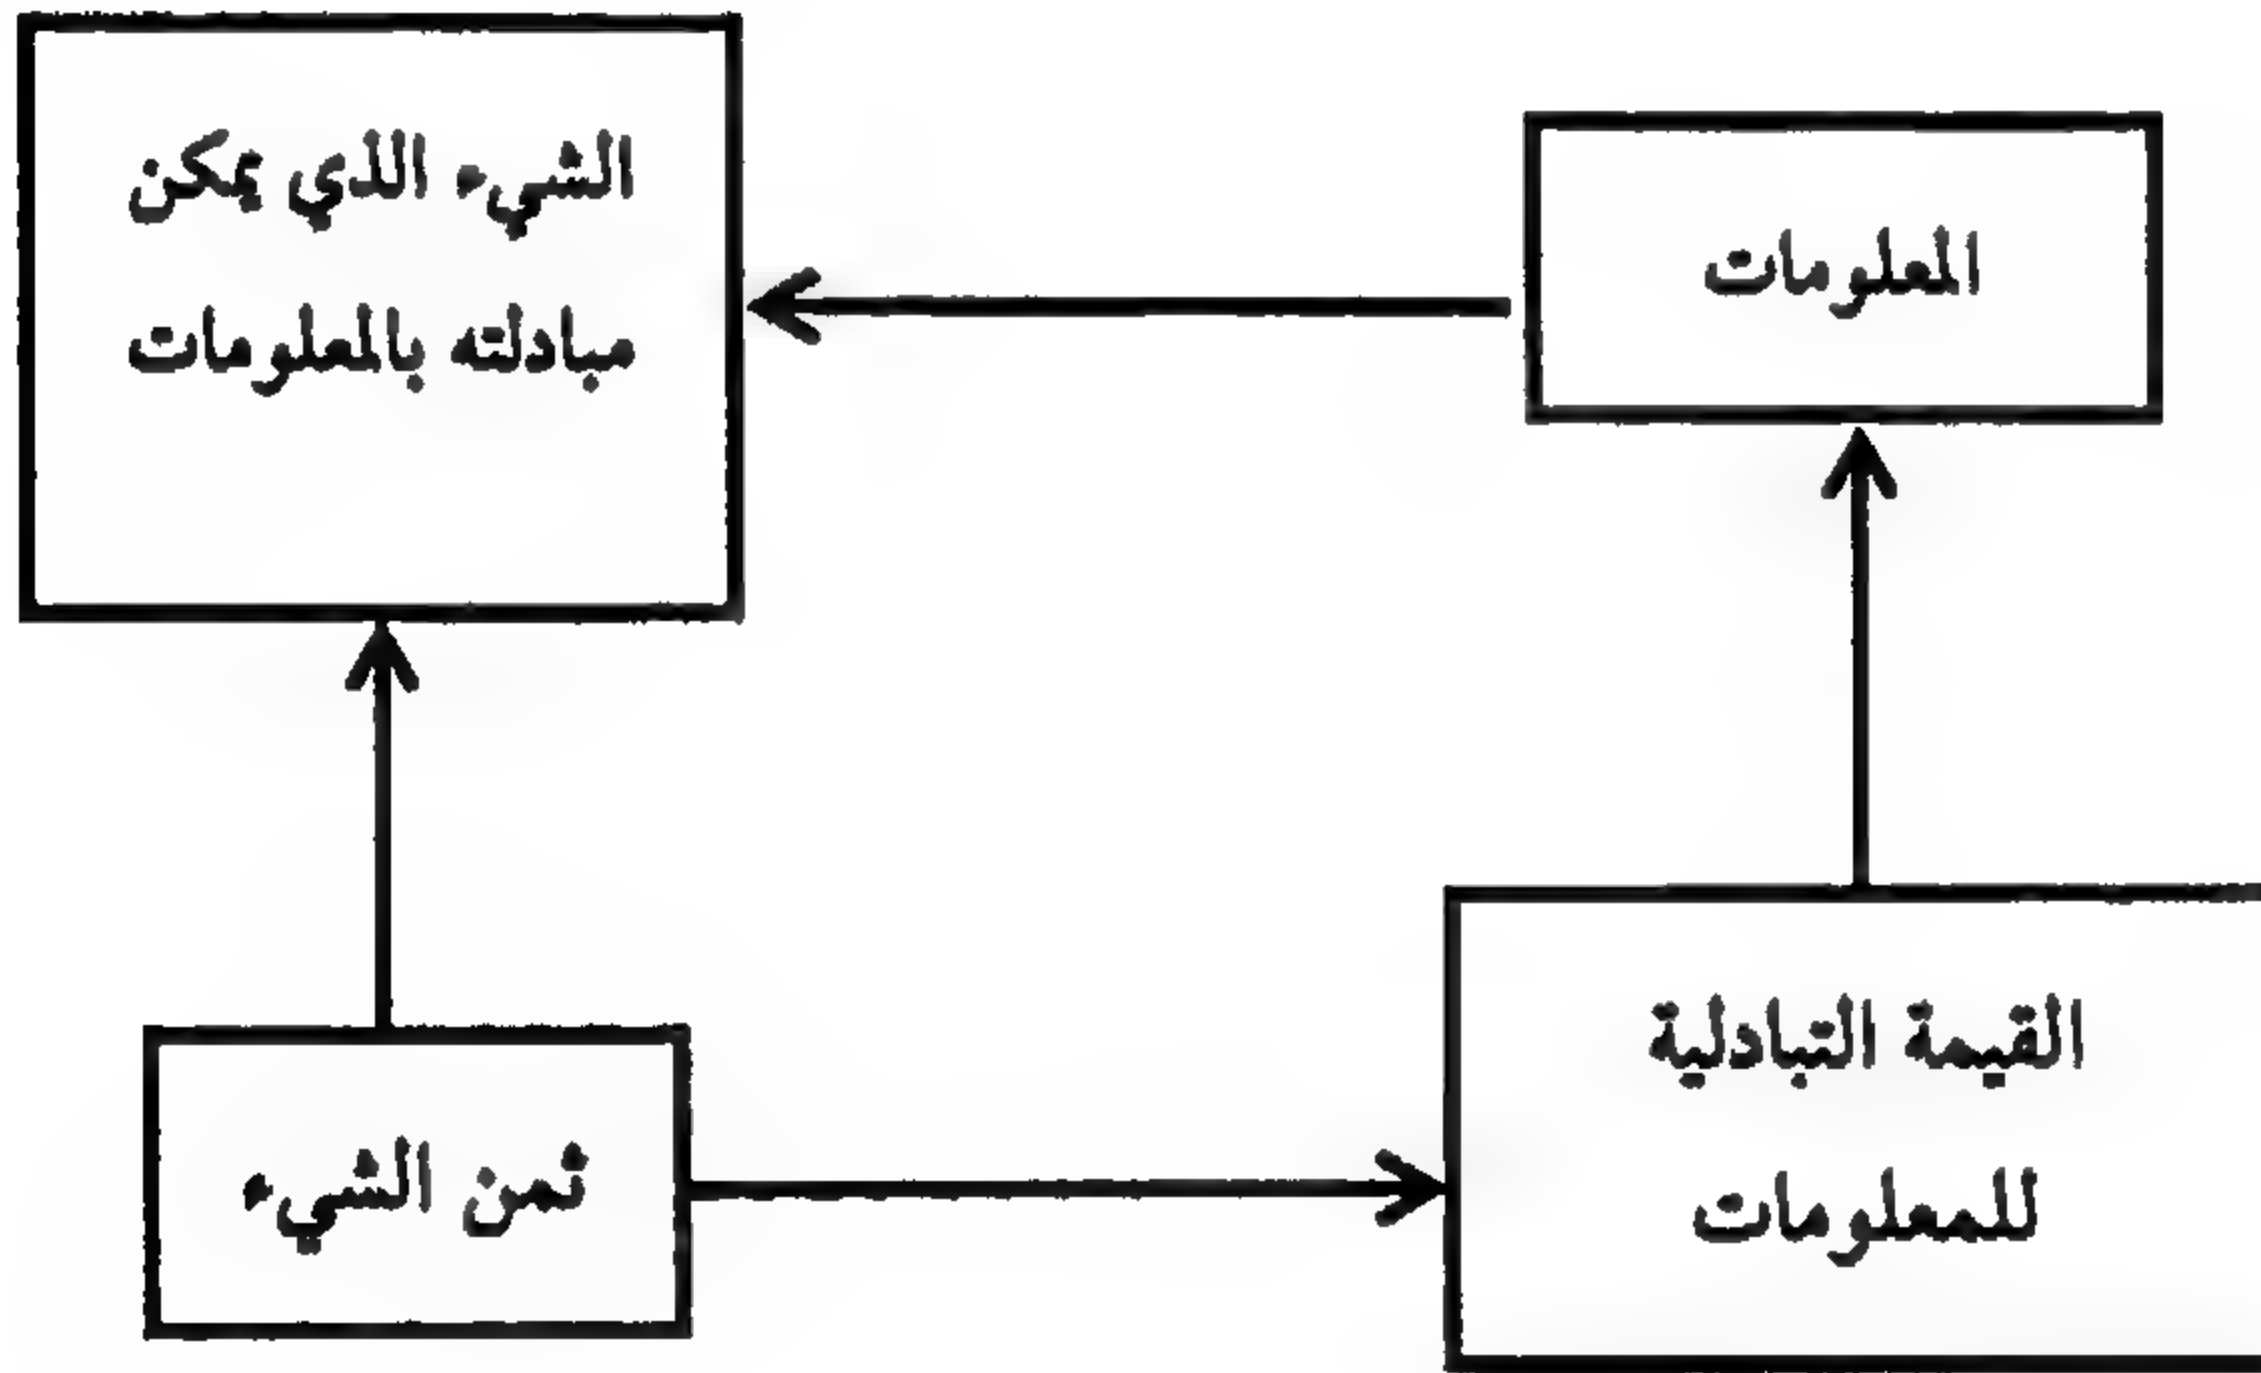 المعلومات
الشيء الذي يمكن
مبادلته بالمعلومات
القيمة التبادلية
للمعلومات
ثمن الشيء